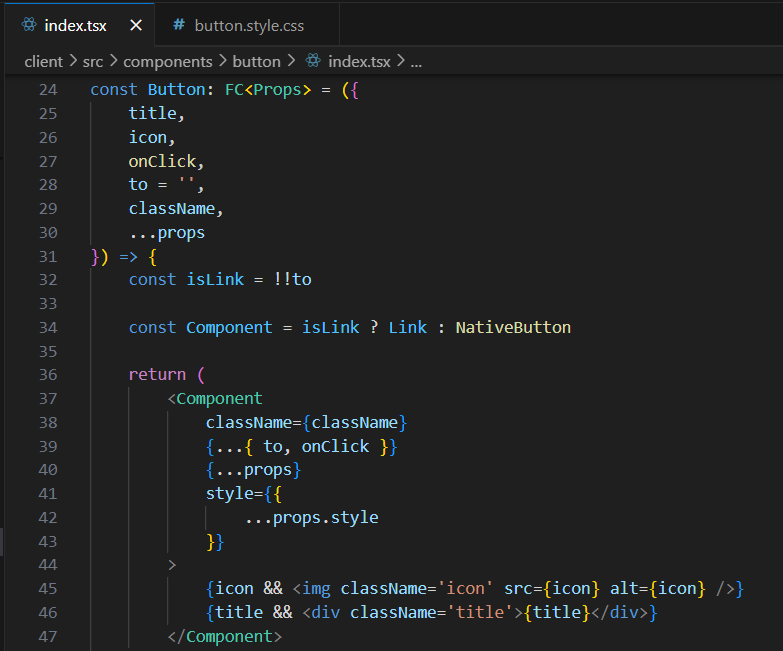 index.tsx
# button.style.css
client > src > components > button > index.tsx > ...
24 const Button: FC<Props> = ({
25     title,
26     icon,
27     onClick,
28     to = '',
29     className,
30     ...props
31 }) => {
32     const isLink = !!to
33
34     const Component = isLink ? Link : NativeButton
35
36     return (
37         <Component
38             className={className}
39             {...{ to, onClick }}
40             {...props}
41             style={{
42                 ...props.style
43             }}
44         >
45             {icon && <img className='icon' src={icon} alt={icon} />}
46             {title && <div className='title'>{title}</div>}
47         </Component>